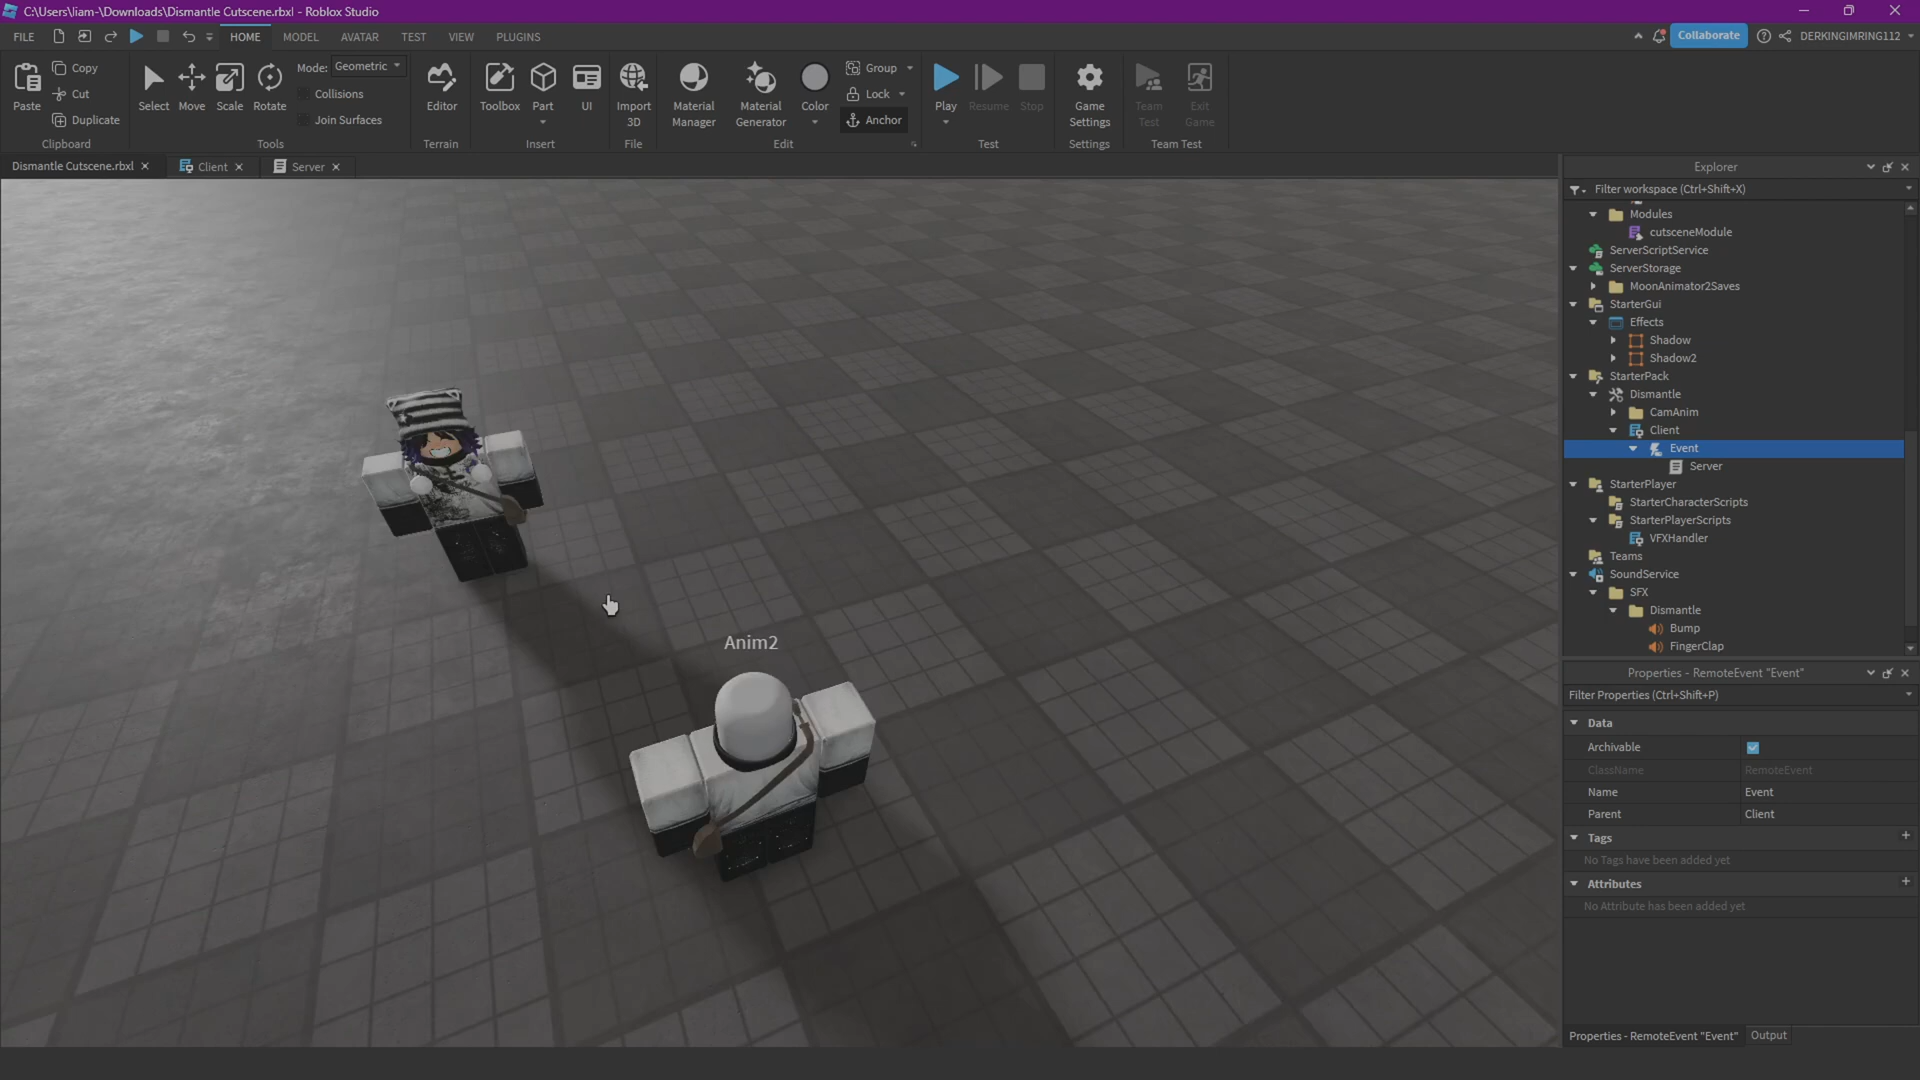 C:\Users\liam-\Downloads\Dismantle Cutscene.rbxl - Roblox Studio
FILE HOME MODEL AVATAR TEST VIEW PLUGINS Collaborate DERKINGIMRING112
Paste Copy Cut Duplicate
Select Move Scale Rotate Mode: Geometric Collisions Join Surfaces
Editor
Toolbox Part UI
Import 3D
Material Manager Material Generator Color Group Lock Anchor
Play Resume Stop
Game Settings
Team Test Exit Game
Clipboard Tools Terrain Insert File Edit Test Settings Team Test
Dismantle Cutscene.rbxl Client Server
Anim2
Explorer
Filter workspace (Ctrl+Shift+X)
Modules
cutsceneModule
ServerScriptService
ServerStorage
MoonAnimator2Saves
StarterGui
Effects
Shadow
Shadow2
StarterPack
Dismantle
CamAnim
Client
Event
Server
StarterPlayer
StarterCharacterScripts
StarterPlayerScripts
VFXHandler
Teams
SoundService
SFX
Dismantle
Bump
FingerClap
Properties - RemoteEvent "Event"
Filter Properties (Ctrl+Shift+P)
Data
Archivable
ClassName RemoteEvent
Name Event
Parent Client
Tags
No Tags have been added yet
Attributes
No Attribute has been added yet
Properties - RemoteEvent "Event" Output